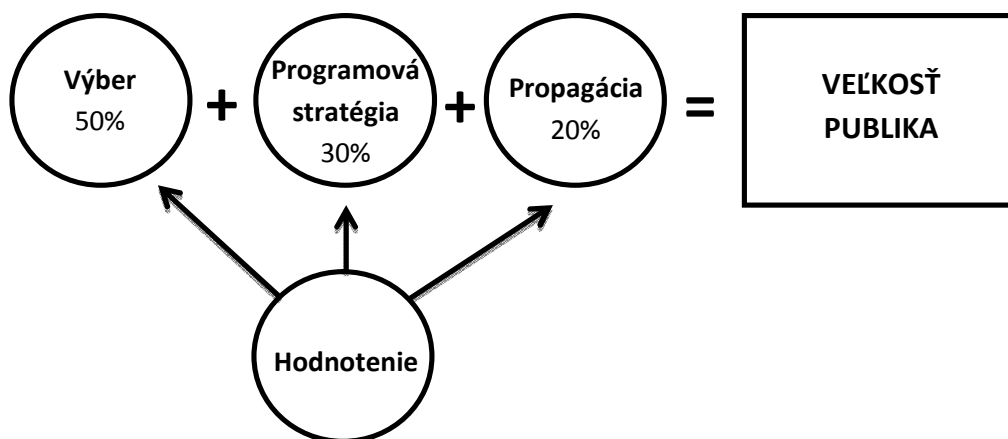 Výber
50%
+
Programová
stratégia
30%
+
Propagácia
20%
=
VEĽKOSŤ
PUBLIKA
Hodnotenie